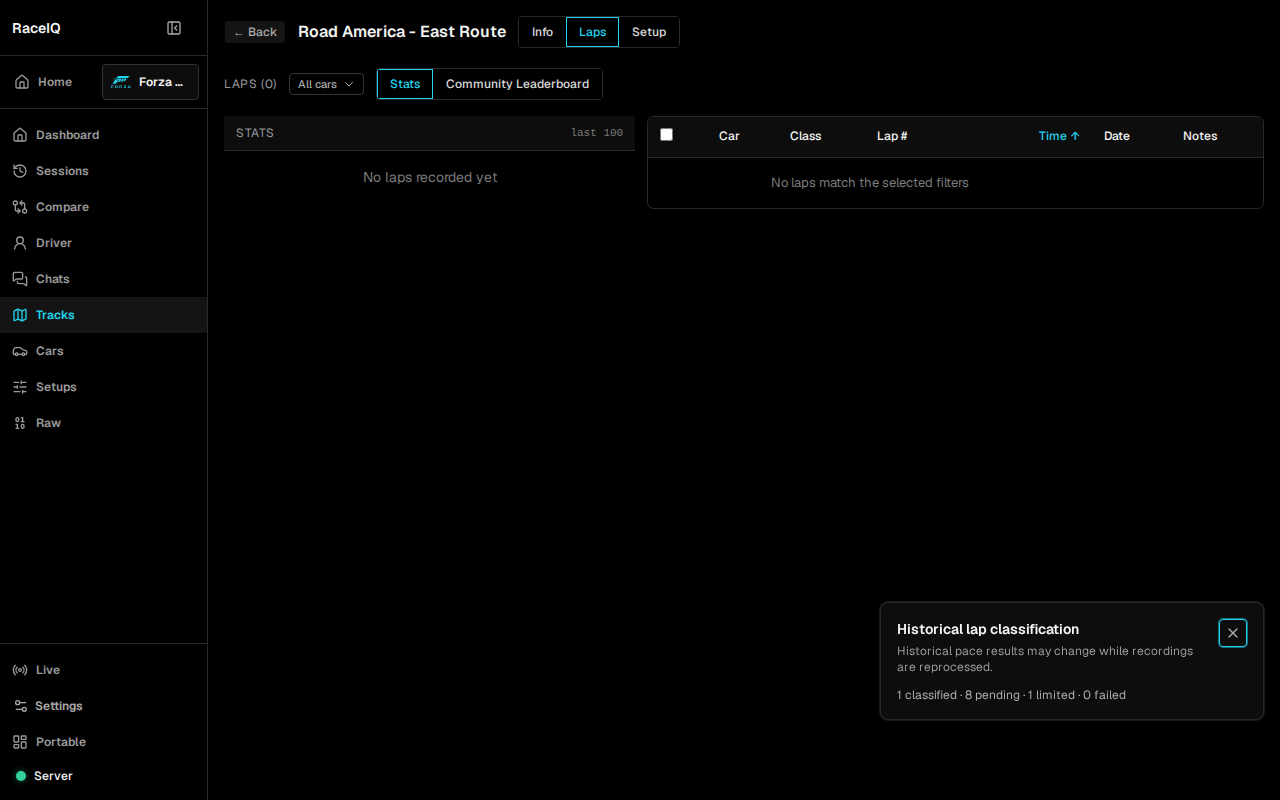 RaceIQ
← Back
Road America - East Route
Info
Laps
Setup
Home
FORZA
Forza ...
LAPS (0)
All cars
Stats
Community Leaderboard
Dashboard
Sessions
Compare
Driver
Chats
Tracks
Cars
Setups
Raw
STATS
last 100
No laps recorded yet
Car
Class
Lap #
Time ↑
Date
Notes
No laps match the selected filters
Historical lap classification
Historical pace results may change while recordings
are reprocessed.
1 classified · 8 pending · 1 limited · 0 failed
Live
Settings
Portable
Server